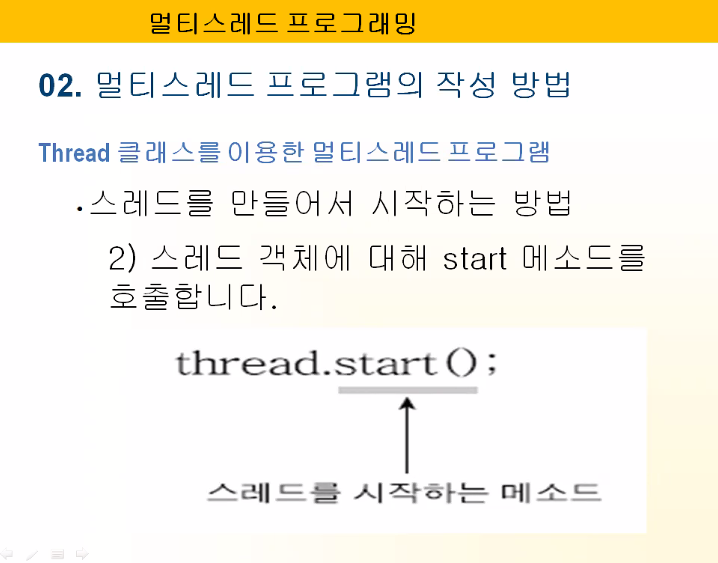 멀티스레드 프로그래밍
02. 멀티스레드 프로그램의 작성 방법
Thread 클래스를 이용한 멀티스레드 프로그램
•스레드를 만들어서 시작하는 방법
2) 스레드 객체에 대해 start 메소드를
호출합니다.
thread.start();
스레드를 시작하는 메소드